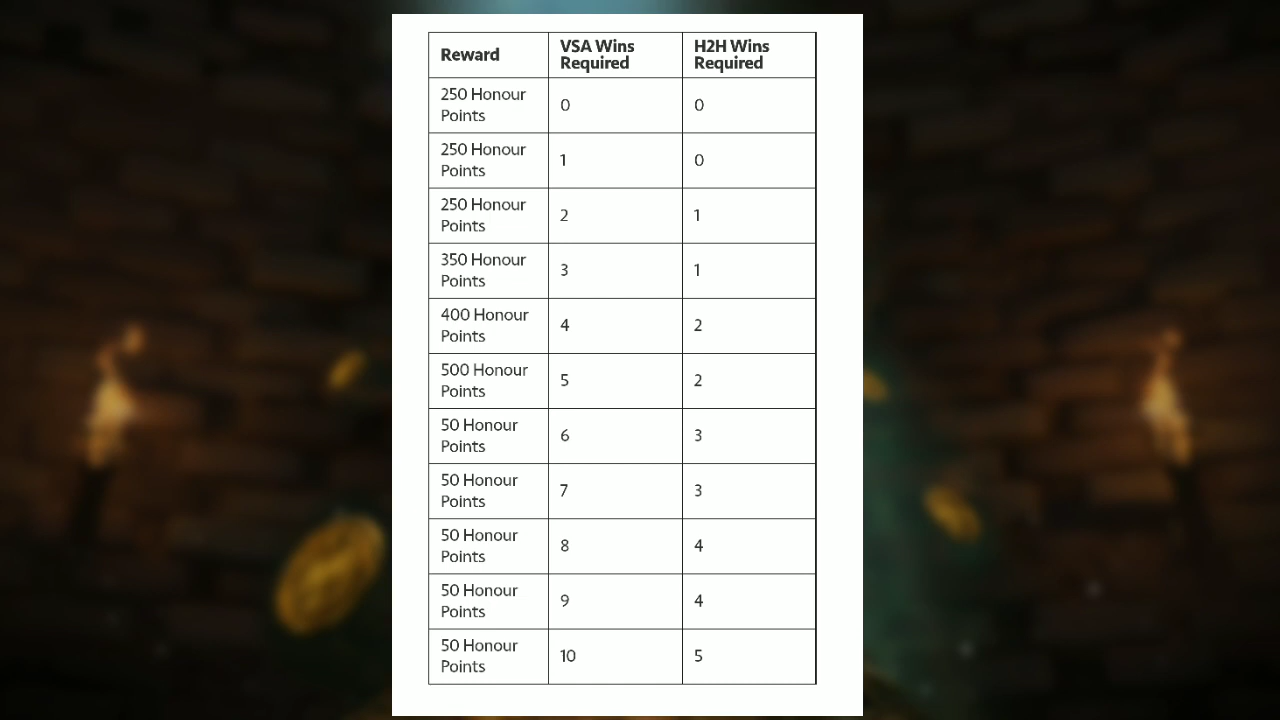 Reward
VSA Wins
Required
H2H Wins
Required
250 Honour
Points
0
0
250 Honour
Points
1
0
250 Honour
Points
2
1
350 Honour
Points
3
1
400 Honour
Points
4
2
500 Honour
Points
5
2
50 Honour
Points
6
3
50 Honour
Points
7
3
50 Honour
Points
8
4
50 Honour
Points
9
4
50 Honour
Points
10
5